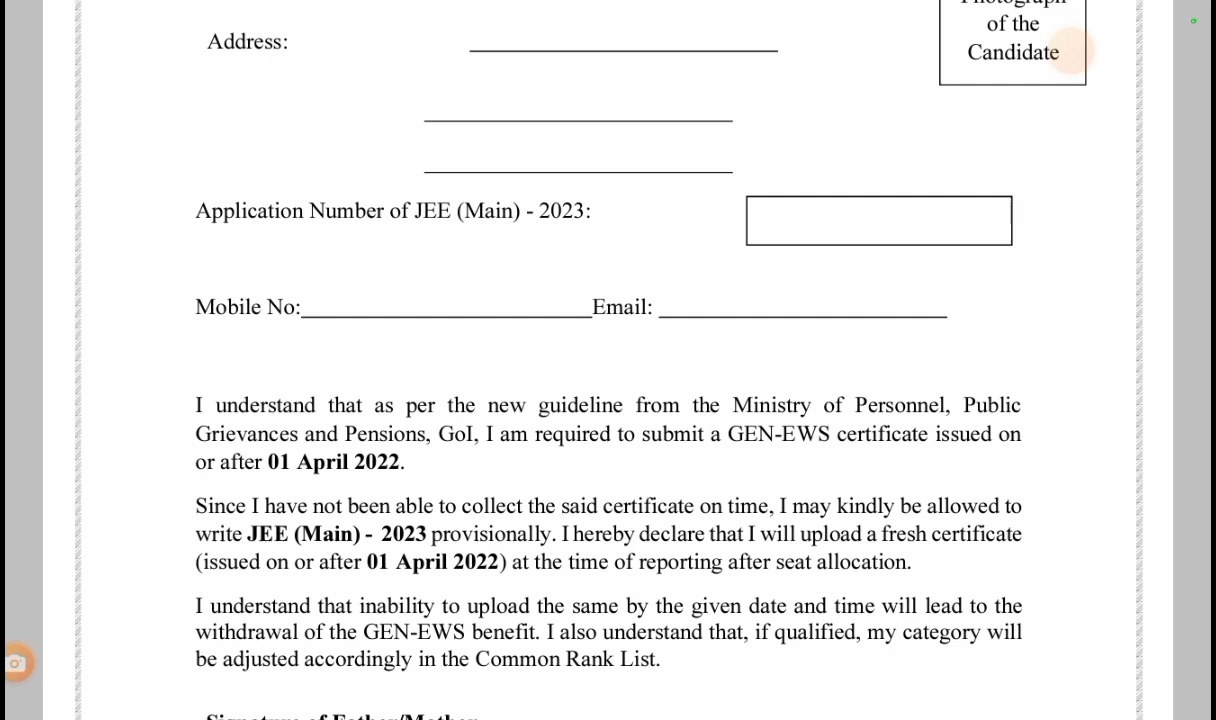 Photograph
of the
Candidate
Address:
Application Number of JEE (Main) - 2023:
Mobile No: Email:
I understand that as per the new guideline from the Ministry of Personnel, Public
Grievances and Pensions, GoI, I am required to submit a GEN-EWS certificate issued on
or after 01 April 2022.
Since I have not been able to collect the said certificate on time, I may kindly be allowed to
write JEE (Main) - 2023 provisionally. I hereby declare that I will upload a fresh certificate
(issued on or after 01 April 2022) at the time of reporting after seat allocation.
I understand that inability to upload the same by the given date and time will lead to the
withdrawal of the GEN-EWS benefit. I also understand that, if qualified, my category will
be adjusted accordingly in the Common Rank List.
Signature of Father/Mother